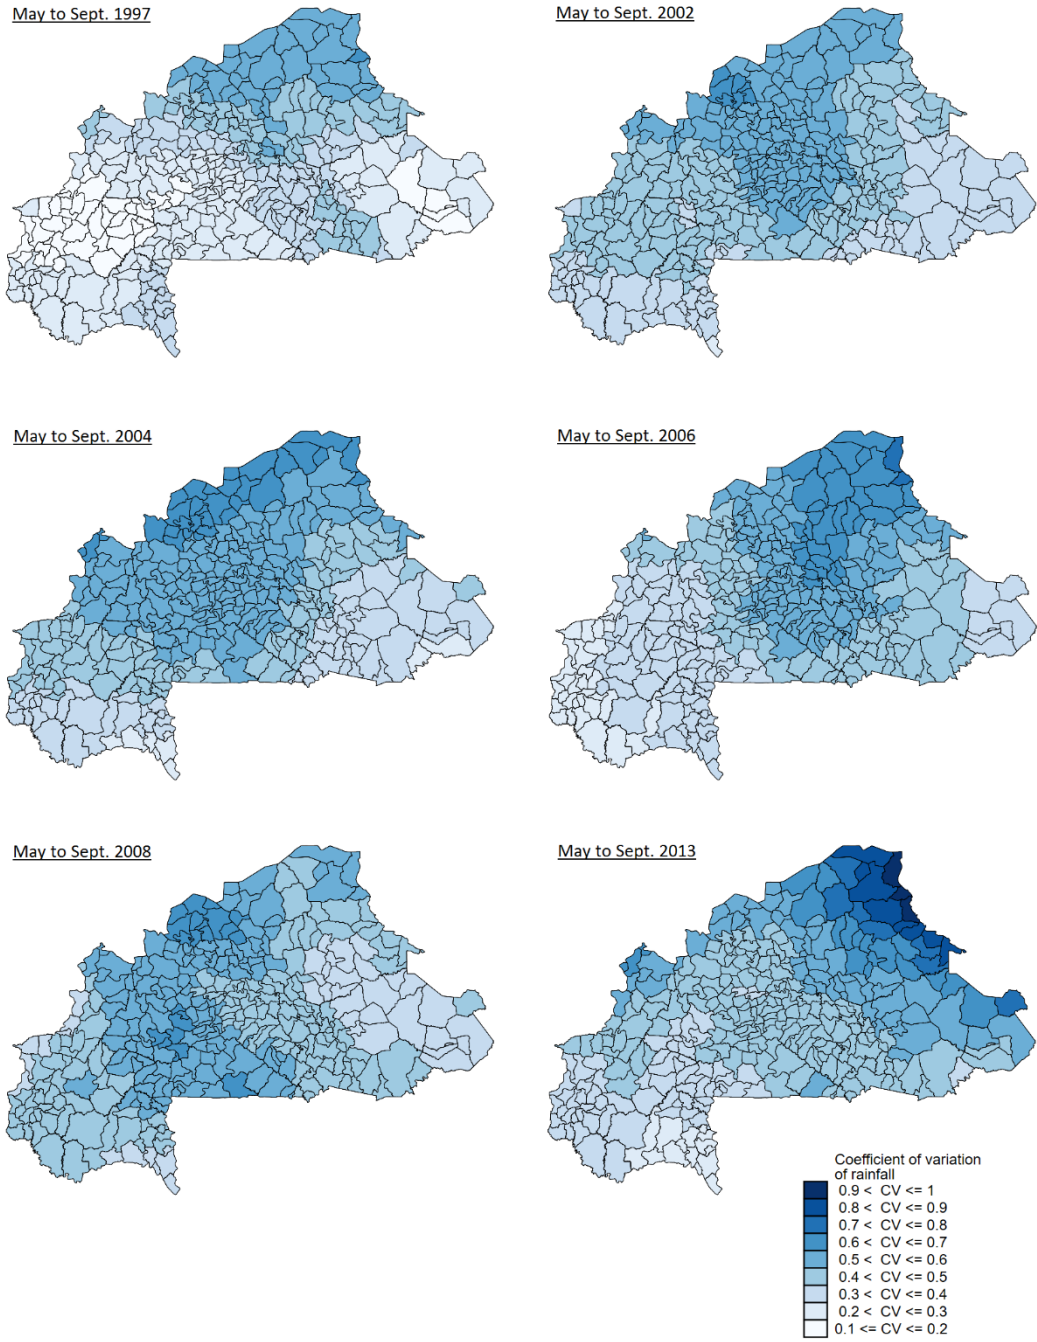 May to Sept. 1997
May to Sept. 2002
May to Sept. 2004
May to Sept. 2006
May to Sept. 2008
May to Sept. 2013
Coefficient of variation
of rainfall
0.9 < CV <= 1
0.8 < CV <= 0.9
0.7 < CV <= 0.8
0.6 < CV <= 0.7
0.5 < CV <= 0.6
0.4 < CV <= 0.5
0.3 < CV <= 0.4
0.2 < CV <= 0.3
0.1 <= CV <= 0.2